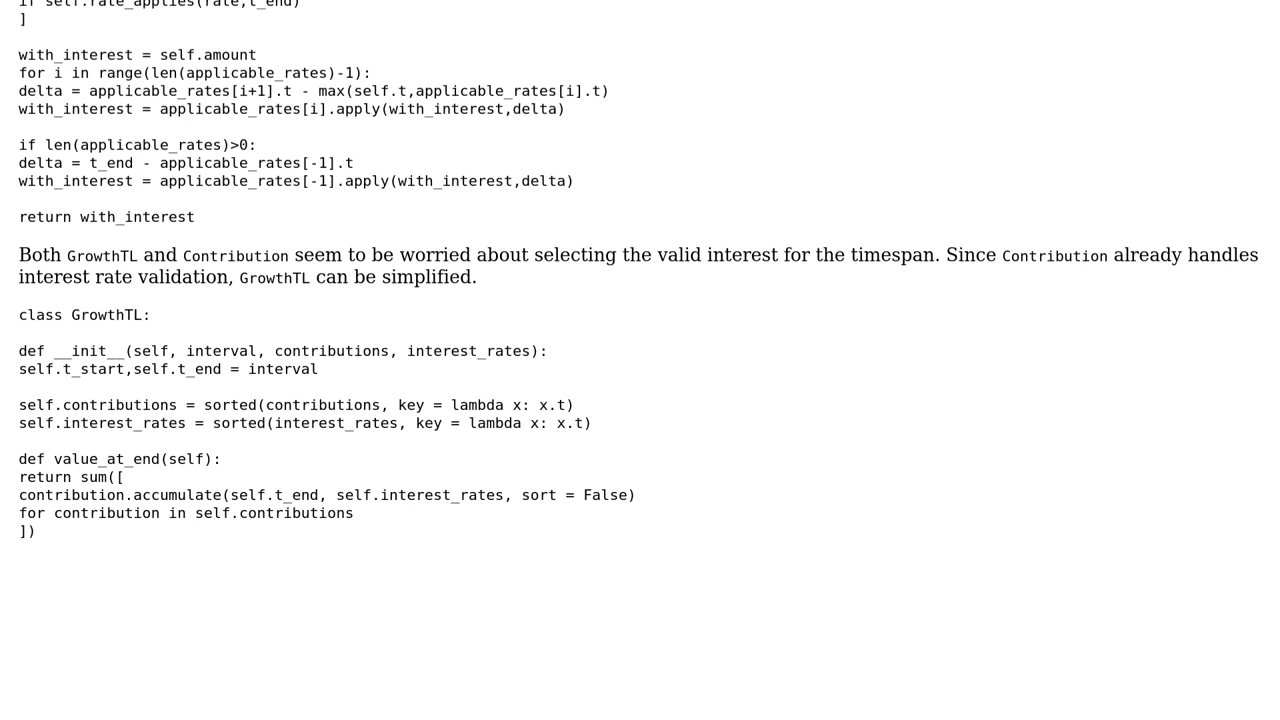 if self.rate_applies(rate,t_end)
]
with_interest = self.amount
for i in range(len(applicable_rates)-1):
delta = applicable_rates[i+1].t - max(self.t,applicable_rates[i].t)
with_interest = applicable_rates[i].apply(with_interest,delta)
if len(applicable_rates)>0:
delta = t_end - applicable_rates[-1].t
with_interest = applicable_rates[-1].apply(with_interest,delta)
return with_interest
Both GrowthTL and Contribution seem to be worried about selecting the valid interest for the timespan. Since Contribution already handles
interest rate validation, GrowthTL can be simplified.
class GrowthTL:
def __init__(self, interval, contributions, interest_rates):
self.t_start,self.t_end = interval
self.contributions = sorted(contributions, key = lambda x: x.t)
self.interest_rates = sorted(interest_rates, key = lambda x: x.t)
def value_at_end(self):
return sum([
contribution.accumulate(self.t_end, self.interest_rates, sort = False)
for contribution in self.contributions
])